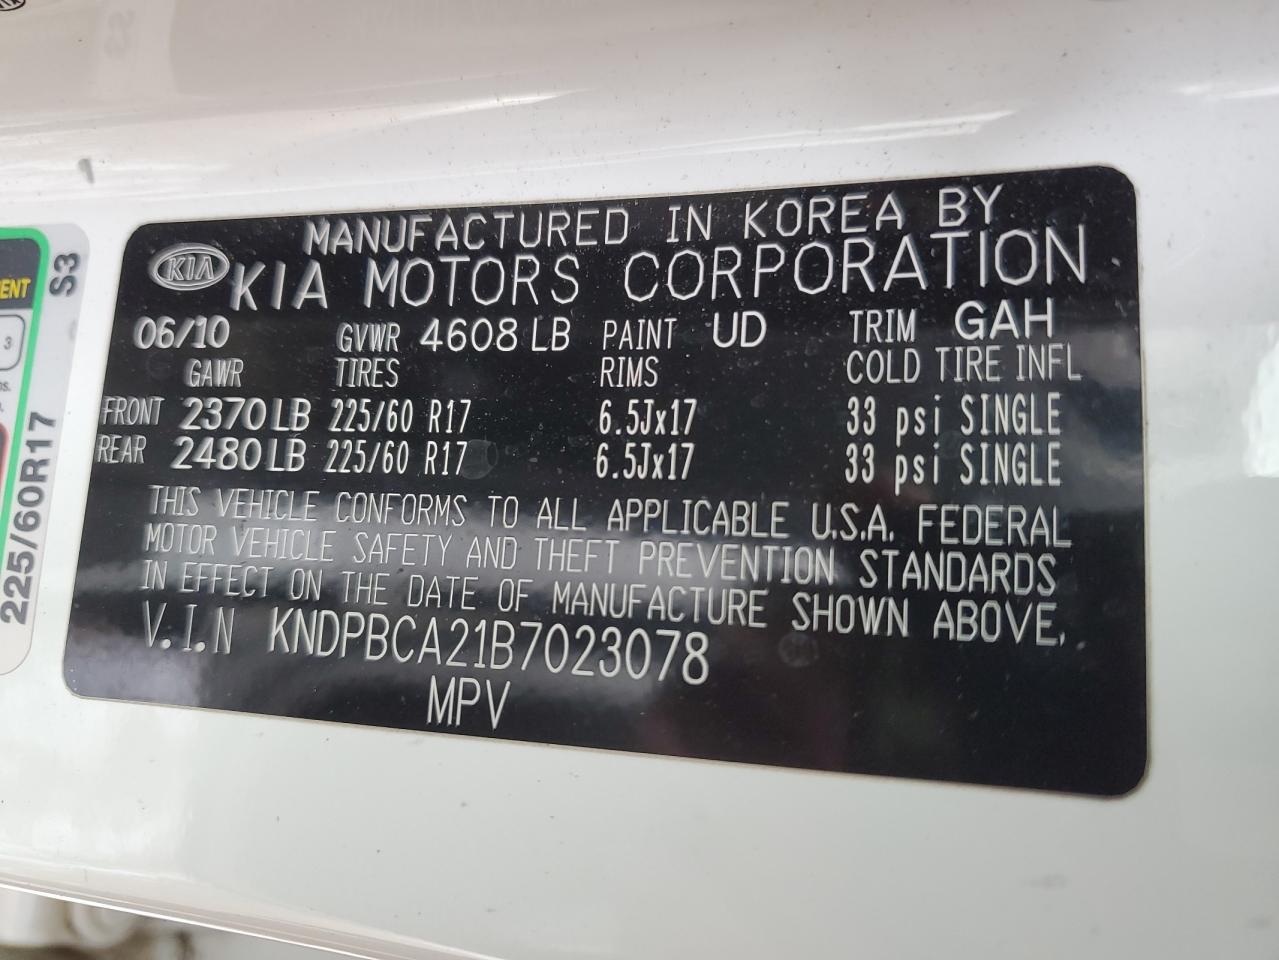 MANUFACTURED IN KOREA BY
KIA KIA MOTORS CORPORATION
06/10 GVWR 4608 LB PAINT UD TRIM GAH
GAWR TIRES RIMS COLD TIRE INFL
FRONT 2370 LB 225/60 R17 6.5Jx17 33 psi SINGLE
REAR 2480 LB 225/60 R17 6.5Jx17 33 psi SINGLE
THIS VEHICLE CONFORMS TO ALL APPLICABLE U.S.A. FEDERAL
MOTOR VEHICLE SAFETY AND THEFT PREVENTION STANDARDS
IN EFFECT ON THE DATE OF MANUFACTURE SHOWN ABOVE.
V.I.N KNDPBCA21B7023078
MPV
ENT
3
225/60R17 S3